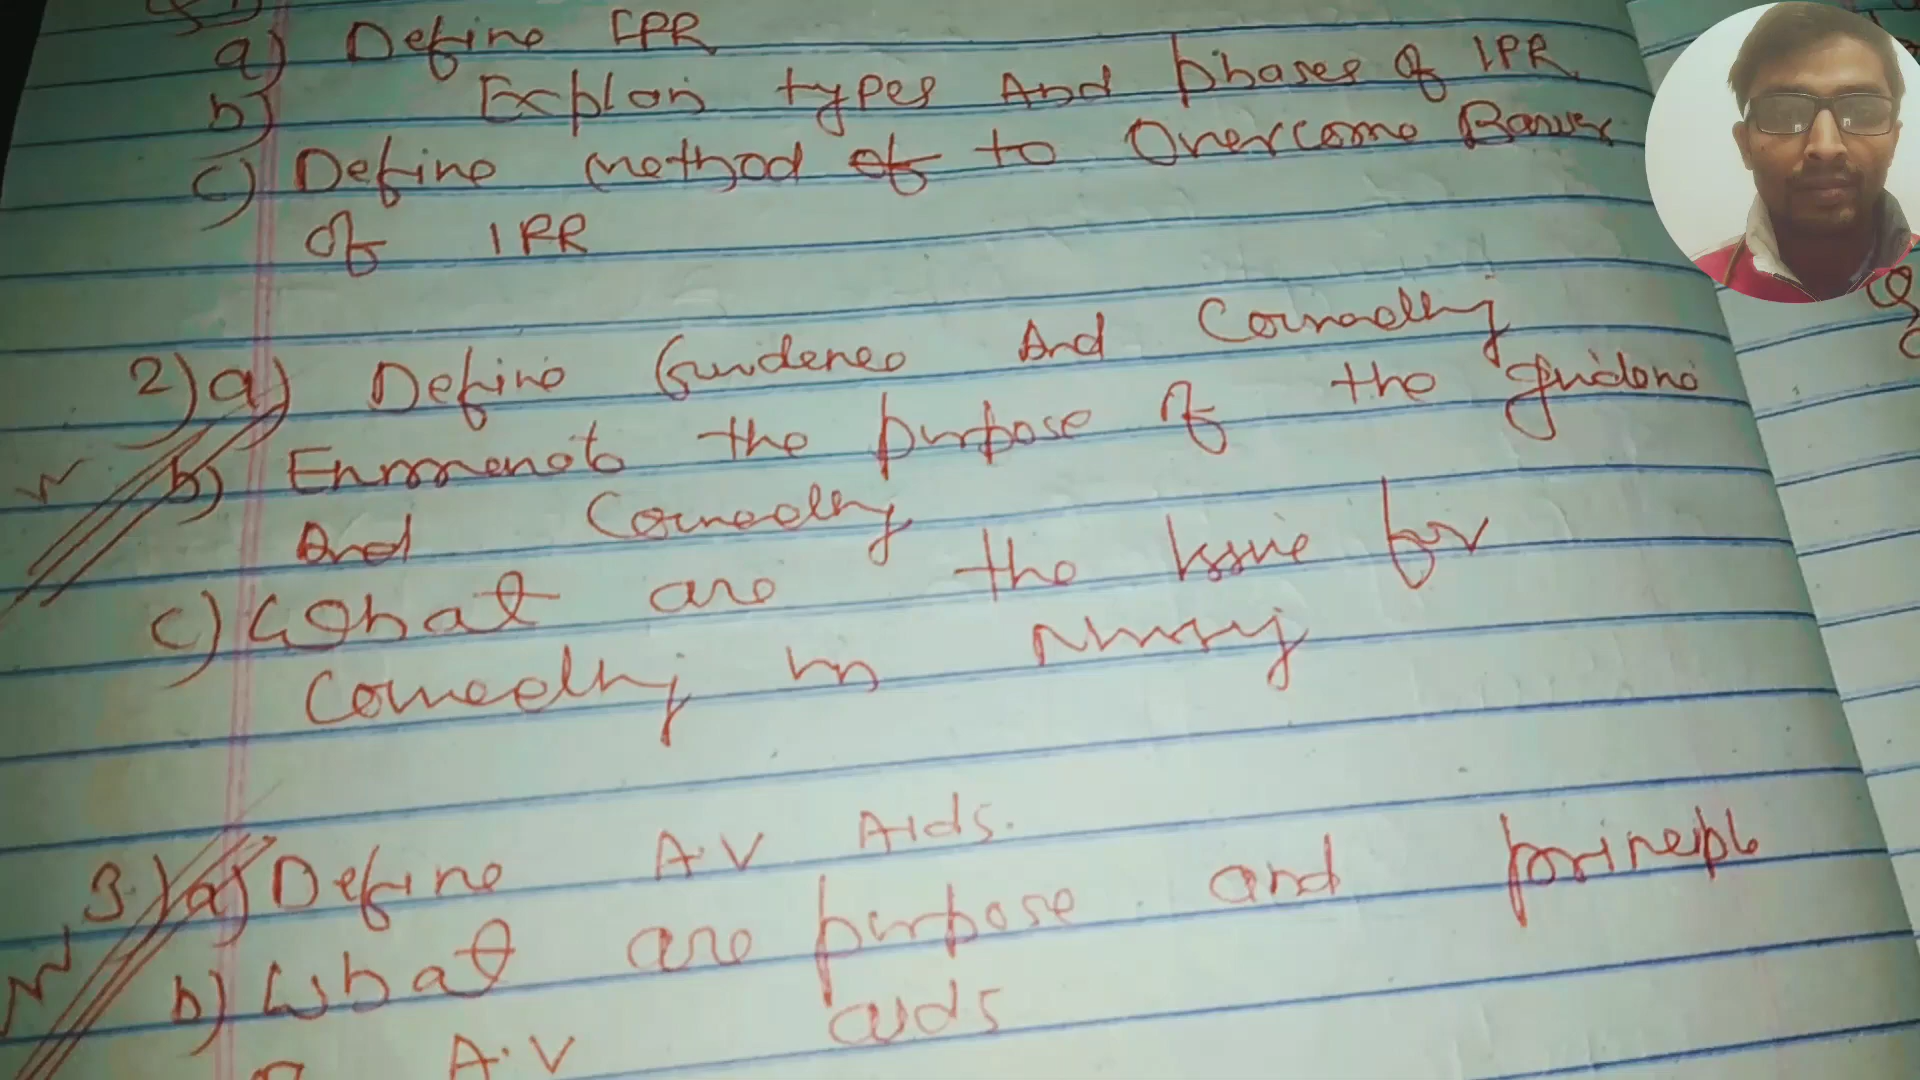 a) Define IPR
b) Explain types And phases of IPR
c) Define method of to Overcome Barrier
of IPR
2) a) Define Guidence And Counselling
b) Enumerate the purpose of the guidance
And Counselling
c) What are the issue for
Counselling in Nursing
3) a) Define A.V Aids.
b) What are purpose and principle
A.V aids